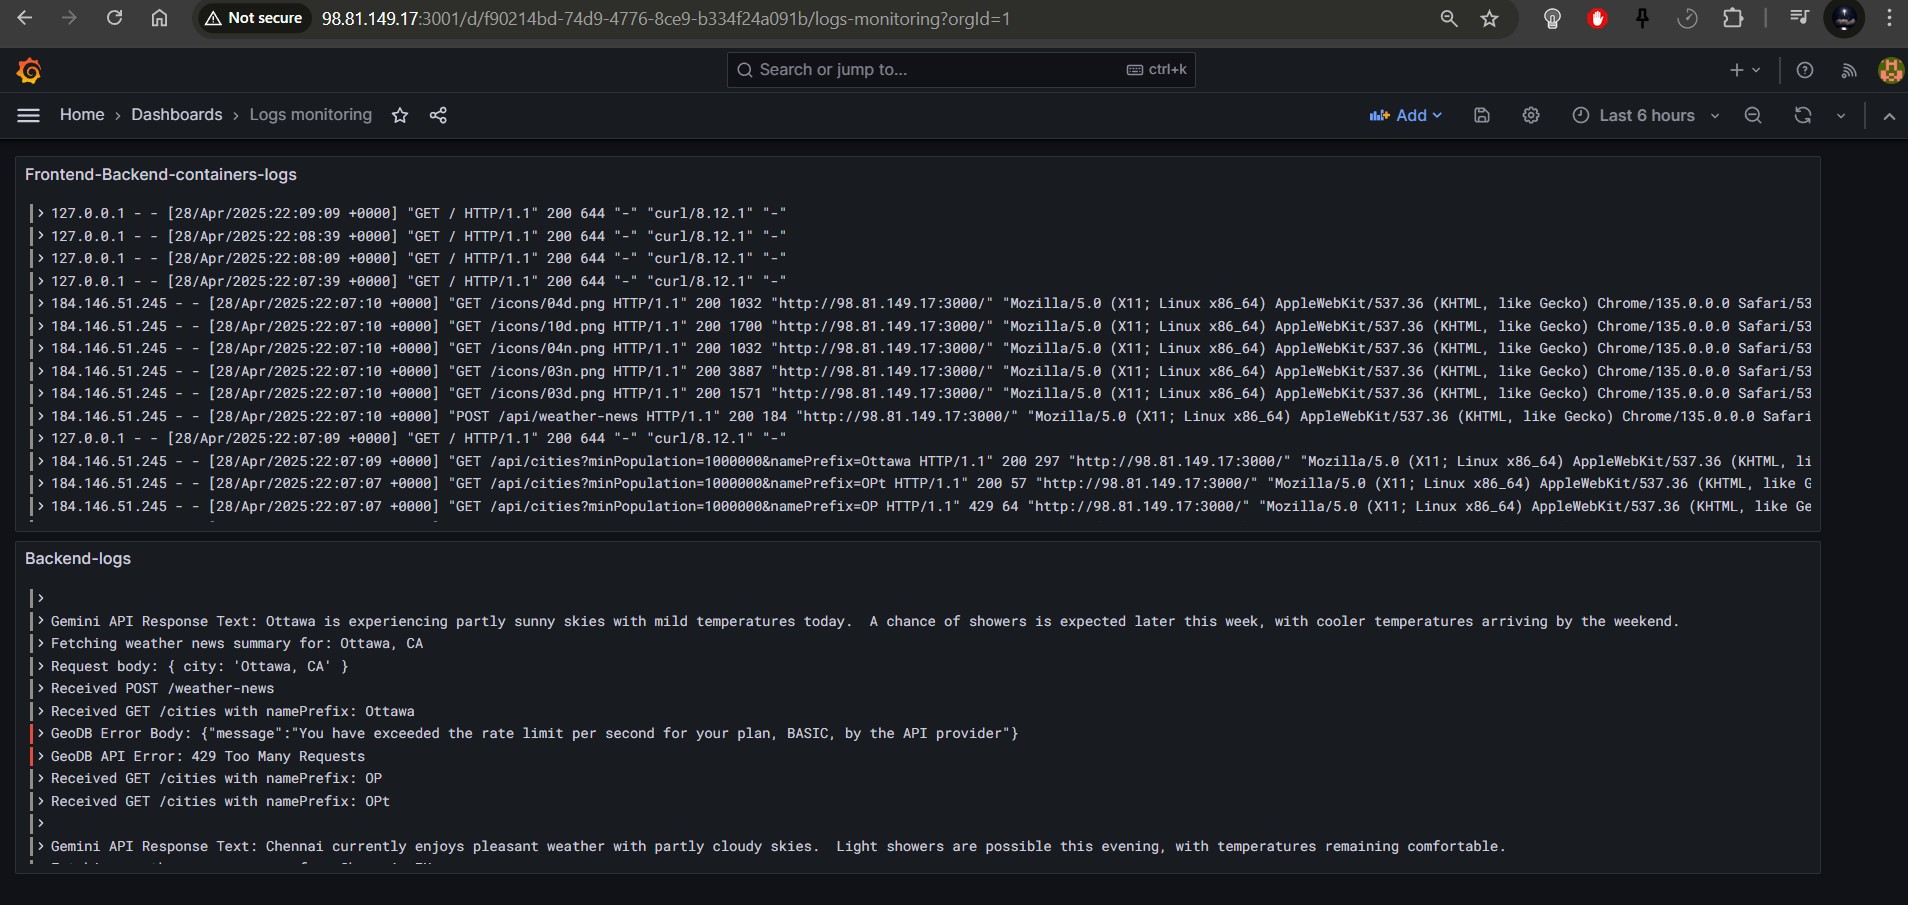 Not secure 98.81.149.17:3001/d/f90214bd-74d9-4776-8ce9-b334f24a091b/logs-monitoring?orgId=1
Search or jump to... ctrl+k
Home › Dashboards › Logs monitoring Add Last 6 hours
Frontend-Backend-containers-logs
> 127.0.0.1 - - [28/Apr/2025:22:09:09 +0000] "GET / HTTP/1.1" 200 644 "-" "curl/8.12.1" "-"
> 127.0.0.1 - - [28/Apr/2025:22:08:39 +0000] "GET / HTTP/1.1" 200 644 "-" "curl/8.12.1" "-"
> 127.0.0.1 - - [28/Apr/2025:22:08:09 +0000] "GET / HTTP/1.1" 200 644 "-" "curl/8.12.1" "-"
> 127.0.0.1 - - [28/Apr/2025:22:07:39 +0000] "GET / HTTP/1.1" 200 644 "-" "curl/8.12.1" "-"
> 184.146.51.245 - - [28/Apr/2025:22:07:10 +0000] "GET /icons/04d.png HTTP/1.1" 200 1032 "http://98.81.149.17:3000/" "Mozilla/5.0 (X11; Linux x86_64) AppleWebKit/537.36 (KHTML, like Gecko) Chrome/135.0.0.0 Safari/53
> 184.146.51.245 - - [28/Apr/2025:22:07:10 +0000] "GET /icons/10d.png HTTP/1.1" 200 1700 "http://98.81.149.17:3000/" "Mozilla/5.0 (X11; Linux x86_64) AppleWebKit/537.36 (KHTML, like Gecko) Chrome/135.0.0.0 Safari/53
> 184.146.51.245 - - [28/Apr/2025:22:07:10 +0000] "GET /icons/04n.png HTTP/1.1" 200 1032 "http://98.81.149.17:3000/" "Mozilla/5.0 (X11; Linux x86_64) AppleWebKit/537.36 (KHTML, like Gecko) Chrome/135.0.0.0 Safari/53
> 184.146.51.245 - - [28/Apr/2025:22:07:10 +0000] "GET /icons/03n.png HTTP/1.1" 200 3887 "http://98.81.149.17:3000/" "Mozilla/5.0 (X11; Linux x86_64) AppleWebKit/537.36 (KHTML, like Gecko) Chrome/135.0.0.0 Safari/53
> 184.146.51.245 - - [28/Apr/2025:22:07:10 +0000] "GET /icons/03d.png HTTP/1.1" 200 1571 "http://98.81.149.17:3000/" "Mozilla/5.0 (X11; Linux x86_64) AppleWebKit/537.36 (KHTML, like Gecko) Chrome/135.0.0.0 Safari/53
> 184.146.51.245 - - [28/Apr/2025:22:07:10 +0000] "POST /api/weather-news HTTP/1.1" 200 184 "http://98.81.149.17:3000/" "Mozilla/5.0 (X11; Linux x86_64) AppleWebKit/537.36 (KHTML, like Gecko) Chrome/135.0.0.0 Safari
> 127.0.0.1 - - [28/Apr/2025:22:07:09 +0000] "GET / HTTP/1.1" 200 644 "-" "curl/8.12.1" "-"
> 184.146.51.245 - - [28/Apr/2025:22:07:09 +0000] "GET /api/cities?minPopulation=1000000&namePrefix=Ottawa HTTP/1.1" 200 297 "http://98.81.149.17:3000/" "Mozilla/5.0 (X11; Linux x86_64) AppleWebKit/537.36 (KHTML, li
> 184.146.51.245 - - [28/Apr/2025:22:07:07 +0000] "GET /api/cities?minPopulation=1000000&namePrefix=OPt HTTP/1.1" 200 57 "http://98.81.149.17:3000/" "Mozilla/5.0 (X11; Linux x86_64) AppleWebKit/537.36 (KHTML, like G
> 184.146.51.245 - - [28/Apr/2025:22:07:07 +0000] "GET /api/cities?minPopulation=1000000&namePrefix=OP HTTP/1.1" 429 64 "http://98.81.149.17:3000/" "Mozilla/5.0 (X11; Linux x86_64) AppleWebKit/537.36 (KHTML, like Ge
Backend-logs
>
> Gemini API Response Text: Ottawa is experiencing partly sunny skies with mild temperatures today.  A chance of showers is expected later this week, with cooler temperatures arriving by the weekend.
> Fetching weather news summary for: Ottawa, CA
> Request body: { city: 'Ottawa, CA' }
> Received POST /weather-news
> Received GET /cities with namePrefix: Ottawa
> GeoDB Error Body: {"message":"You have exceeded the rate limit per second for your plan, BASIC, by the API provider"}
> GeoDB API Error: 429 Too Many Requests
> Received GET /cities with namePrefix: OP
> Received GET /cities with namePrefix: OPt
>
> Gemini API Response Text: Chennai currently enjoys pleasant weather with partly cloudy skies.  Light showers are possible this evening, with temperatures remaining comfortable.